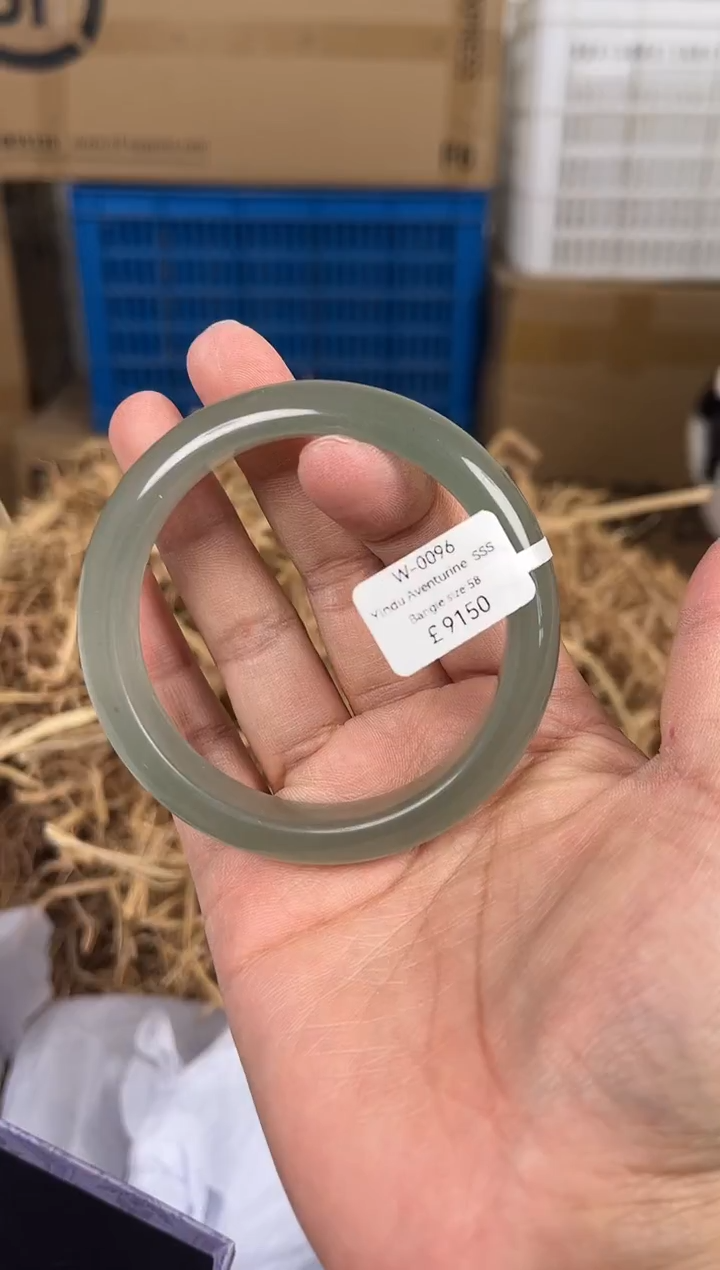 W-0096
Yindu Aventurine SSS
Bangle size 58
£9150